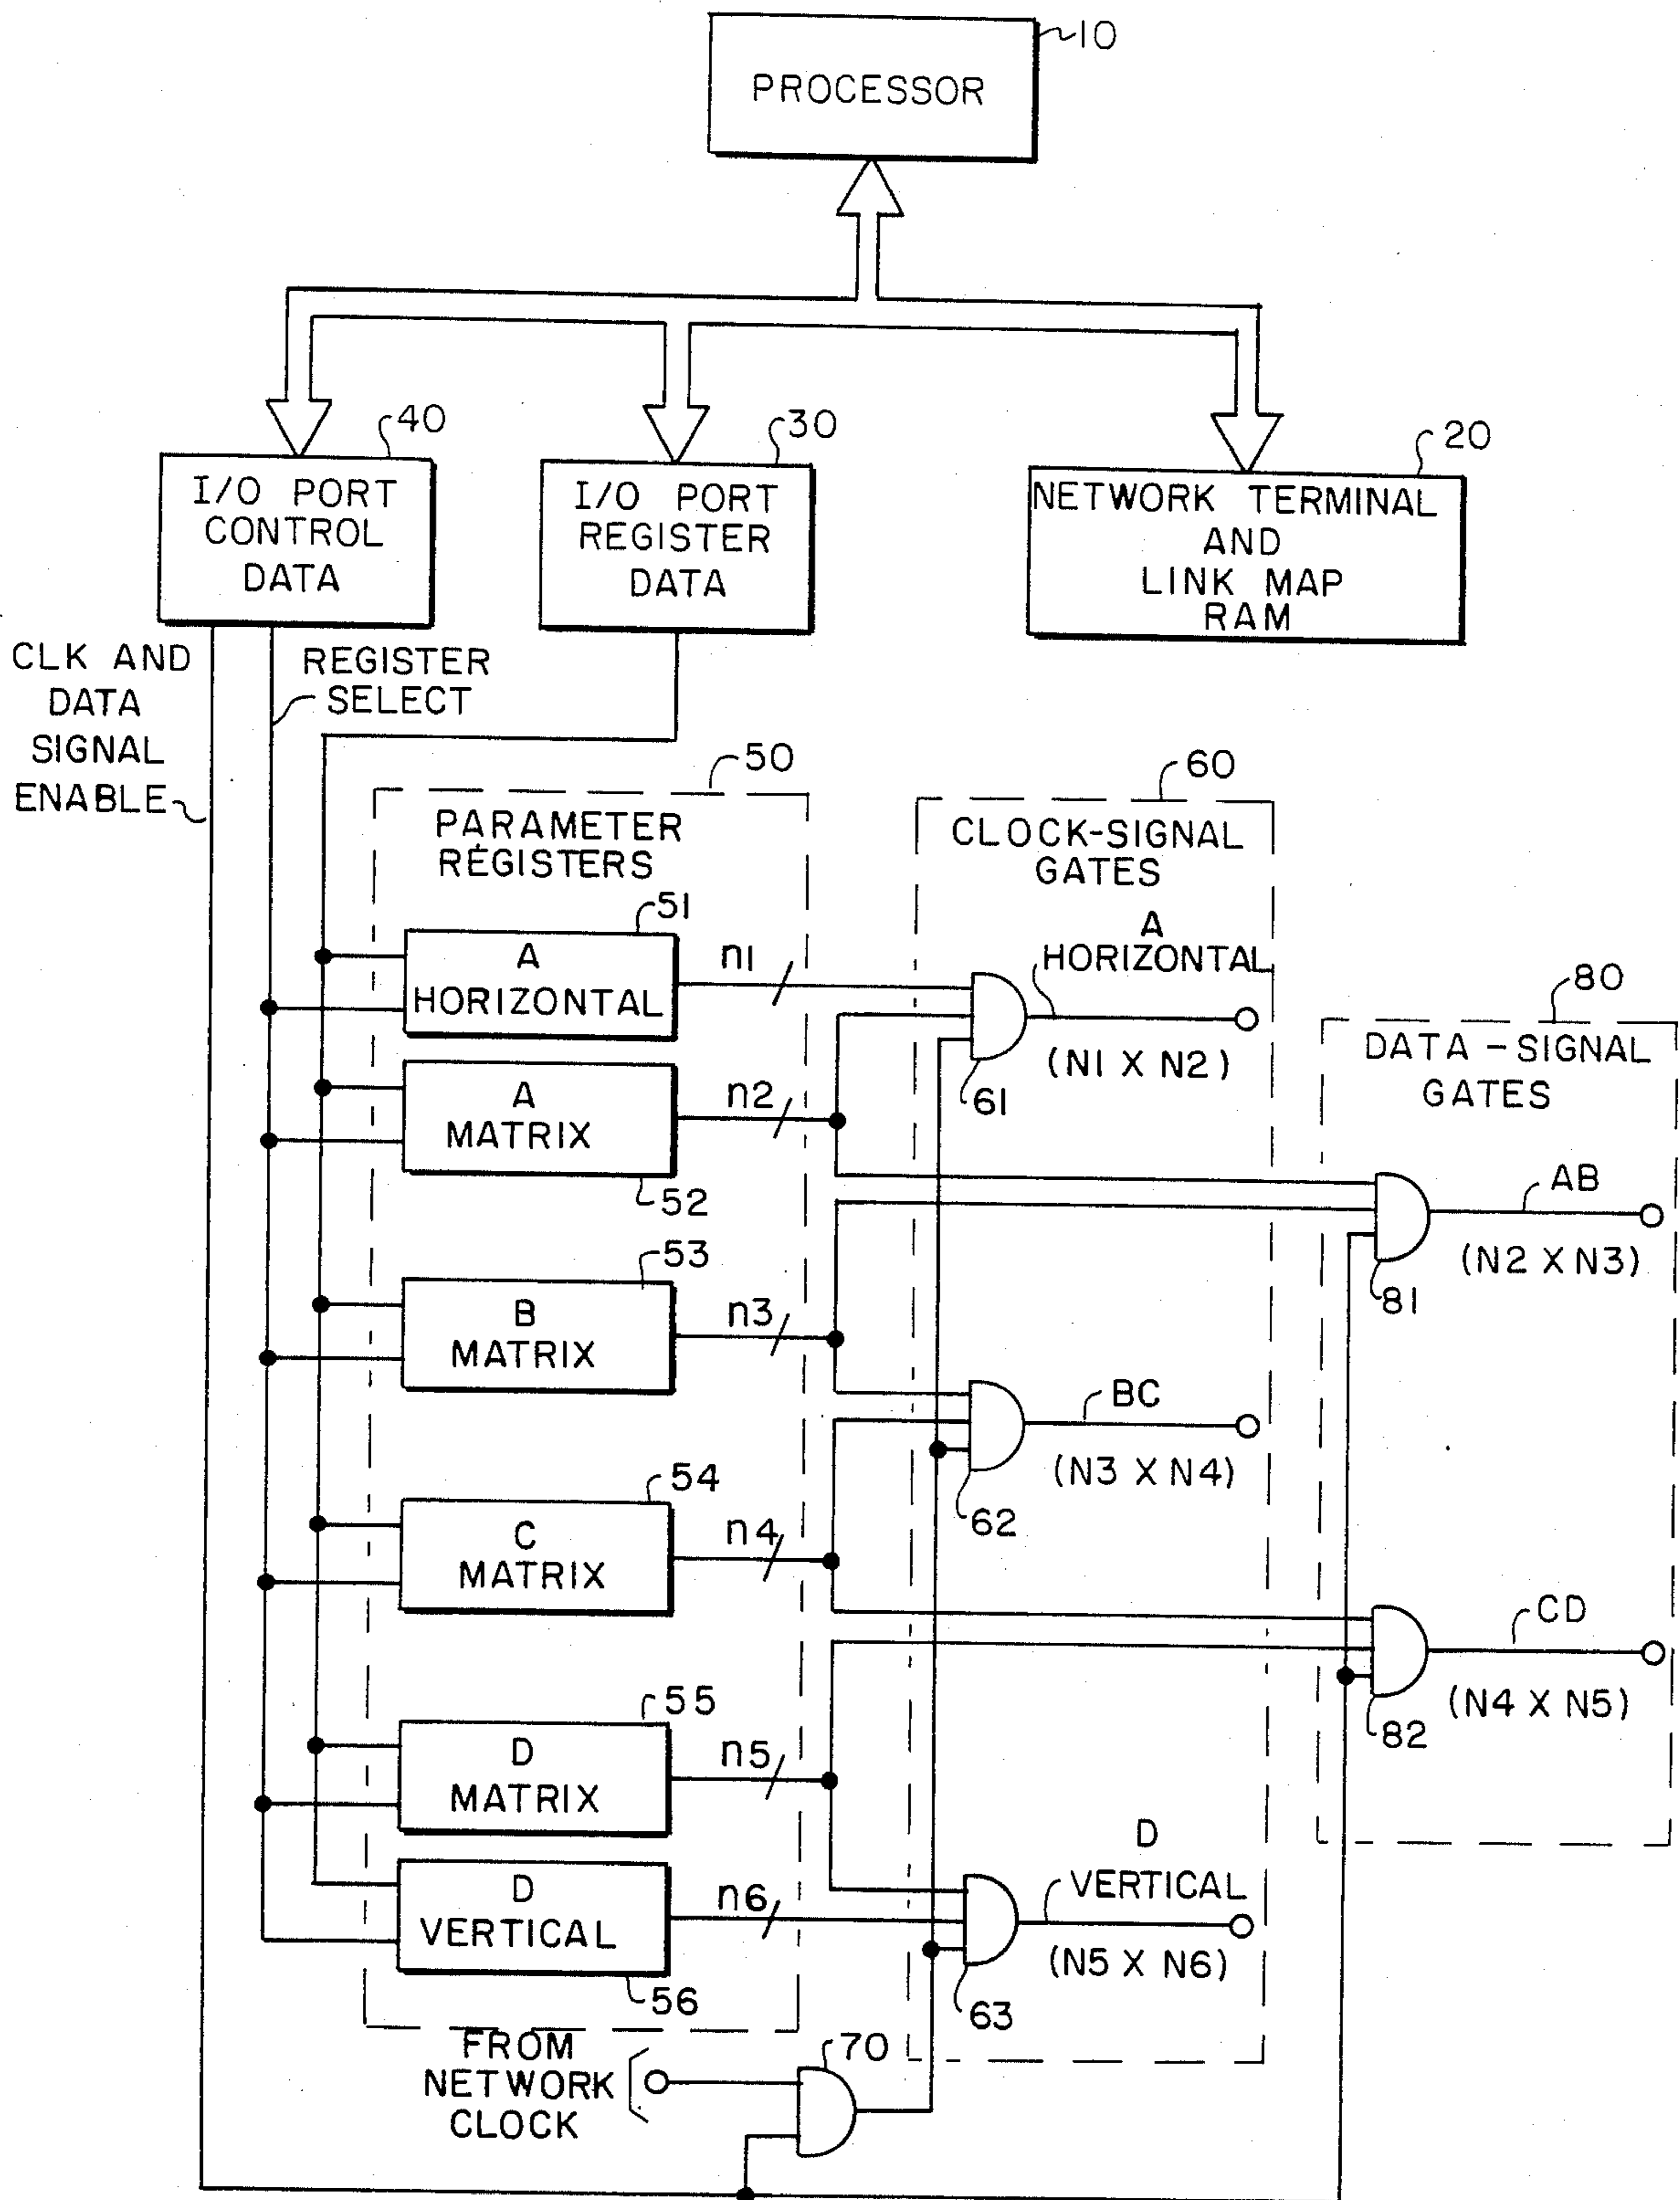 10
PROCESSOR
40
30
20
I/O PORT
CONTROL
DATA
I/O PORT
REGISTER
DATA
NETWORK TERMINAL
AND
LINK MAP
RAM
CLK AND
DATA
SIGNAL
ENABLE
REGISTER
SELECT
50
PARAMETER
REGISTERS
60
CLOCK-SIGNAL
GATES
80
DATA-SIGNAL
GATES
51
A
HORIZONTAL
n1
A
HORIZONTAL
(N1 X N2)
61
A
MATRIX
n2
52
AB
(N2 X N3)
81
53
B
MATRIX
n3
BC
(N3 X N4)
62
54
C
MATRIX
n4
CD
(N4 X N5)
82
55
D
MATRIX
n5
D
VERTICAL
n6
56
D
VERTICAL
(N5 X N6)
63
FROM
NETWORK
CLOCK
70